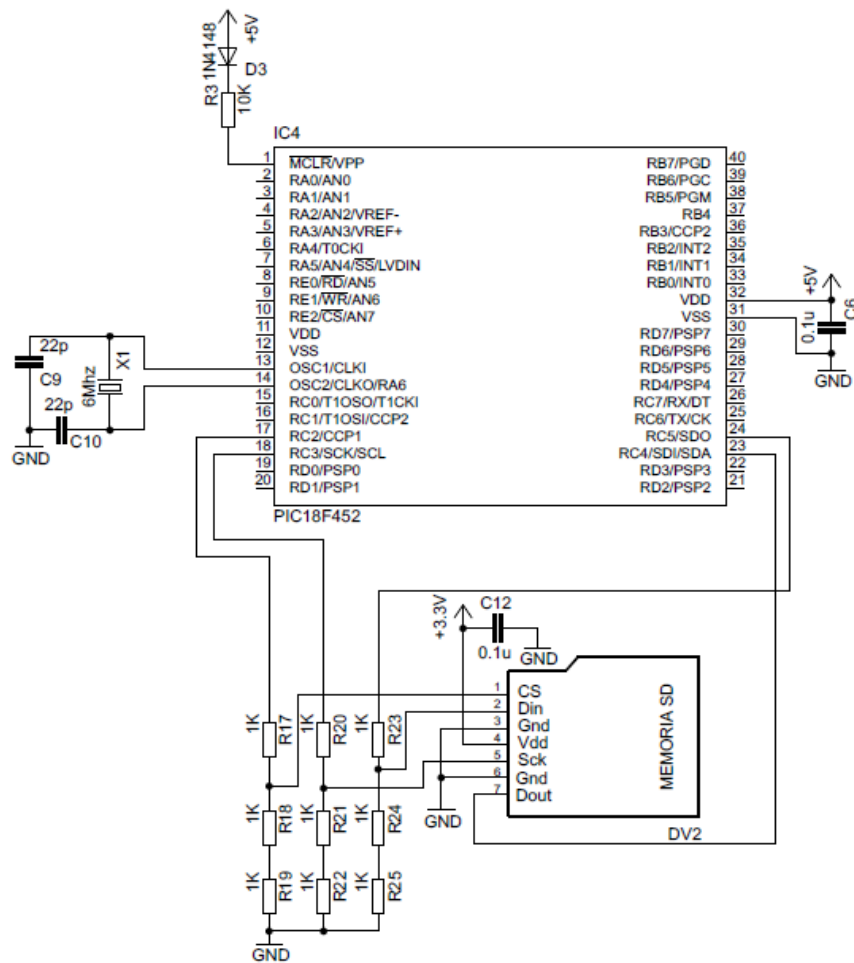 +5V
1N4148
D3
R3
10K
IC4
1 MCLR/VPP
2 RA0/AN0
3 RA1/AN1
4 RA2/AN2/VREF-
5 RA3/AN3/VREF+
6 RA4/T0CKI
7 RA5/AN4/SS/LVDIN
8 RE0/RD/AN5
9 RE1/WR/AN6
10 RE2/CS/AN7
11 VDD
12 VSS
13 OSC1/CLKI
14 OSC2/CLKO/RA6
15 RC0/T1OSO/T1CKI
16 RC1/T1OSI/CCP2
17 RC2/CCP1
18 RC3/SCK/SCL
19 RD0/PSP0
20 RD1/PSP1
RB7/PGD 40
RB6/PGC 39
RB5/PGM 38
RB4 37
RB3/CCP2 36
RB2/INT2 35
RB1/INT1 34
RB0/INT0 33
VDD 32
VSS 31
RD7/PSP7 30
RD6/PSP6 29
RD5/PSP5 28
RD4/PSP4 27
RC7/RX/DT 26
RC6/TX/CK 25
RC5/SDO 24
RC4/SDI/SDA 23
RD3/PSP3 22
RD2/PSP2 21
PIC18F452
+5V
0.1u
C6
GND
22p
C9
6Mhz
X1
22p
C10
GND
+3.3V
C12
0.1u
GND
1 CS
2 Din
3 Gnd
4 Vdd
5 Sck
6 Gnd
7 Dout
MEMORIA SD
DV2
GND
1K R17
1K R20
1K R23
1K R18
1K R21
1K R24
1K R19
1K R22
1K R25
GND